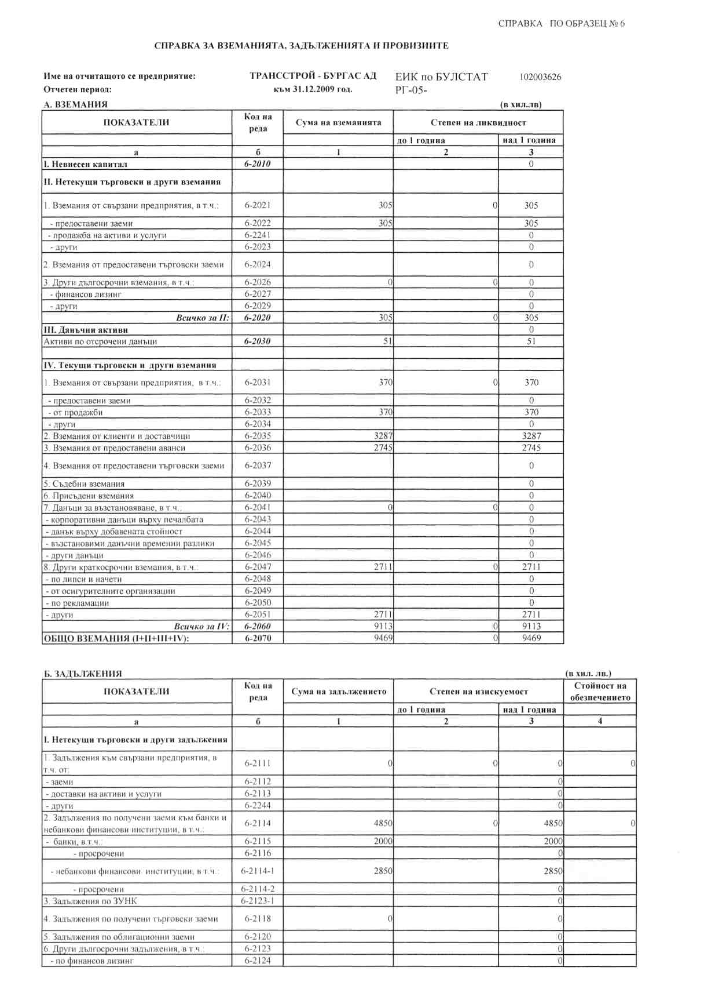 СПРАВКА ПО ОБРАЗЕЦ № 6
СПРАВКА ЗА ВЗЕМАНИЯТА, ЗАДЪЛЖЕНИЯТА И ПРОВИЗИИТЕ
Име на отчитащото се предприятие: ТРАНССТРОЙ - БУРГАС АД ЕИК по БУЛСТАТ 102003626
Отчетен период: към 31.12.2009 год. РГ-05-
А. ВЗЕМАНИЯ (в хил.лв)
ПОКАЗАТЕЛИ Код на реда Сума на вземанията Степен на ликвидност
до 1 година над 1 година
а б 1 2 3
I. Невнесен капитал 6-2010 0
II. Нетекущи търговски и други вземания
1. Вземания от свързани предприятия, в т.ч.: 6-2021 305 0 305
- предоставени заеми 6-2022 305 305
- продажба на активи и услуги 6-2241 0
- други 6-2023 0
2. Вземания от предоставени търговски заеми 6-2024 0
3. Други дългосрочни вземания, в т.ч.: 6-2026 0 0 0
- финансов лизинг 6-2027 0
- други 6-2029 0
Всичко за II: 6-2020 305 0 305
III. Данъчни активи 0
Активи по отсрочени данъци 6-2030 51 51
IV. Текущи търговски и други вземания
1. Вземания от свързани предприятия, в т.ч.: 6-2031 370 0 370
- предоставени заеми 6-2032 0
- от продажби 6-2033 370 370
- други 6-2034 0
2. Вземания от клиенти и доставчици 6-2035 3287 3287
3. Вземания от предоставени аванси 6-2036 2745 2745
4. Вземания от предоставени търговски заеми 6-2037 0
5. Съдебни вземания 6-2039 0
6. Присъдени вземания 6-2040 0
7. Данъци за възстановяване, в т.ч.: 6-2041 0 0 0
- корпоративни данъци върху печалбата 6-2043 0
- данък върху добавената стойност 6-2044 0
- възстановими данъчни временни разлики 6-2045 0
- други данъци 6-2046 0
8. Други краткосрочни вземания, в т.ч.: 6-2047 2711 0 2711
- по липси и начети 6-2048 0
- от осигурителните организации 6-2049 0
- по рекламации 6-2050 0
- други 6-2051 2711 2711
Всичко за IV: 6-2060 9113 0 9113
ОБЩО ВЗЕМАНИЯ (I+II+III+IV): 6-2070 9469 0 9469
Б. ЗАДЪЛЖЕНИЯ (в хил. лв.)
ПОКАЗАТЕЛИ Код на реда Сума на задължението Степен на изискуемост Стойност на обезпечението
до 1 година над 1 година
а б 1 2 3 4
I. Нетекущи търговски и други задължения
1. Задължения към свързани предприятия, в
т.ч. от: 6-2111 0 0 0 0
- заеми 6-2112 0
- доставки на активи и услуги 6-2113 0
- други 6-2244 0
2. Задължения по получени заеми към банки и
небанкови финансови институции, в т.ч.: 6-2114 4850 0 4850 0
- банки, в.т.ч.: 6-2115 2000 2000
- просрочени 6-2116 0
- небанкови финансови институции, в т.ч.: 6-2114-1 2850 2850
- просрочени 6-2114-2 0
3. Задължения по ЗУНК 6-2123-1 0
4. Задължения по получени търговски заеми 6-2118 0 0
5. Задължения по облигационни заеми 6-2120 0
6. Други дългосрочни задължения, в т.ч.: 6-2123 0
- по финансов лизинг 6-2124 0